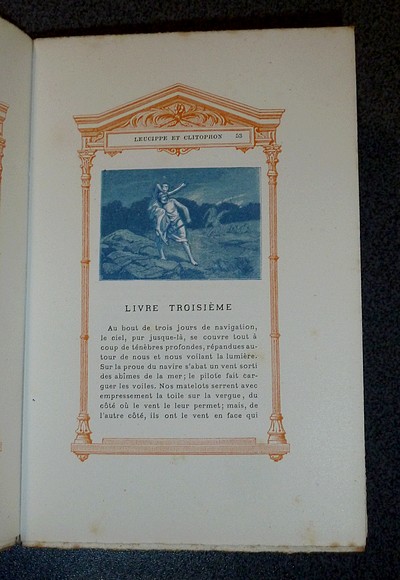 LEUCIPPE ET CLITOPHON 53
LIVRE TROISIÈME
Au bout de trois jours de navigation,
le ciel, pur jusque-là, se couvre tout à
coup de ténèbres profondes, répandues au-
tour de nous et nous voilant la lumière.
Sur la proue du navire s'abat un vent sorti
des abîmes de la mer; le pilote fait car-
guer les voiles. Nos matelots serrent avec
empressement la toile sur la vergue, du
côté où le vent le leur permet; mais, de
l'autre côté, ils ont le vent en face qui